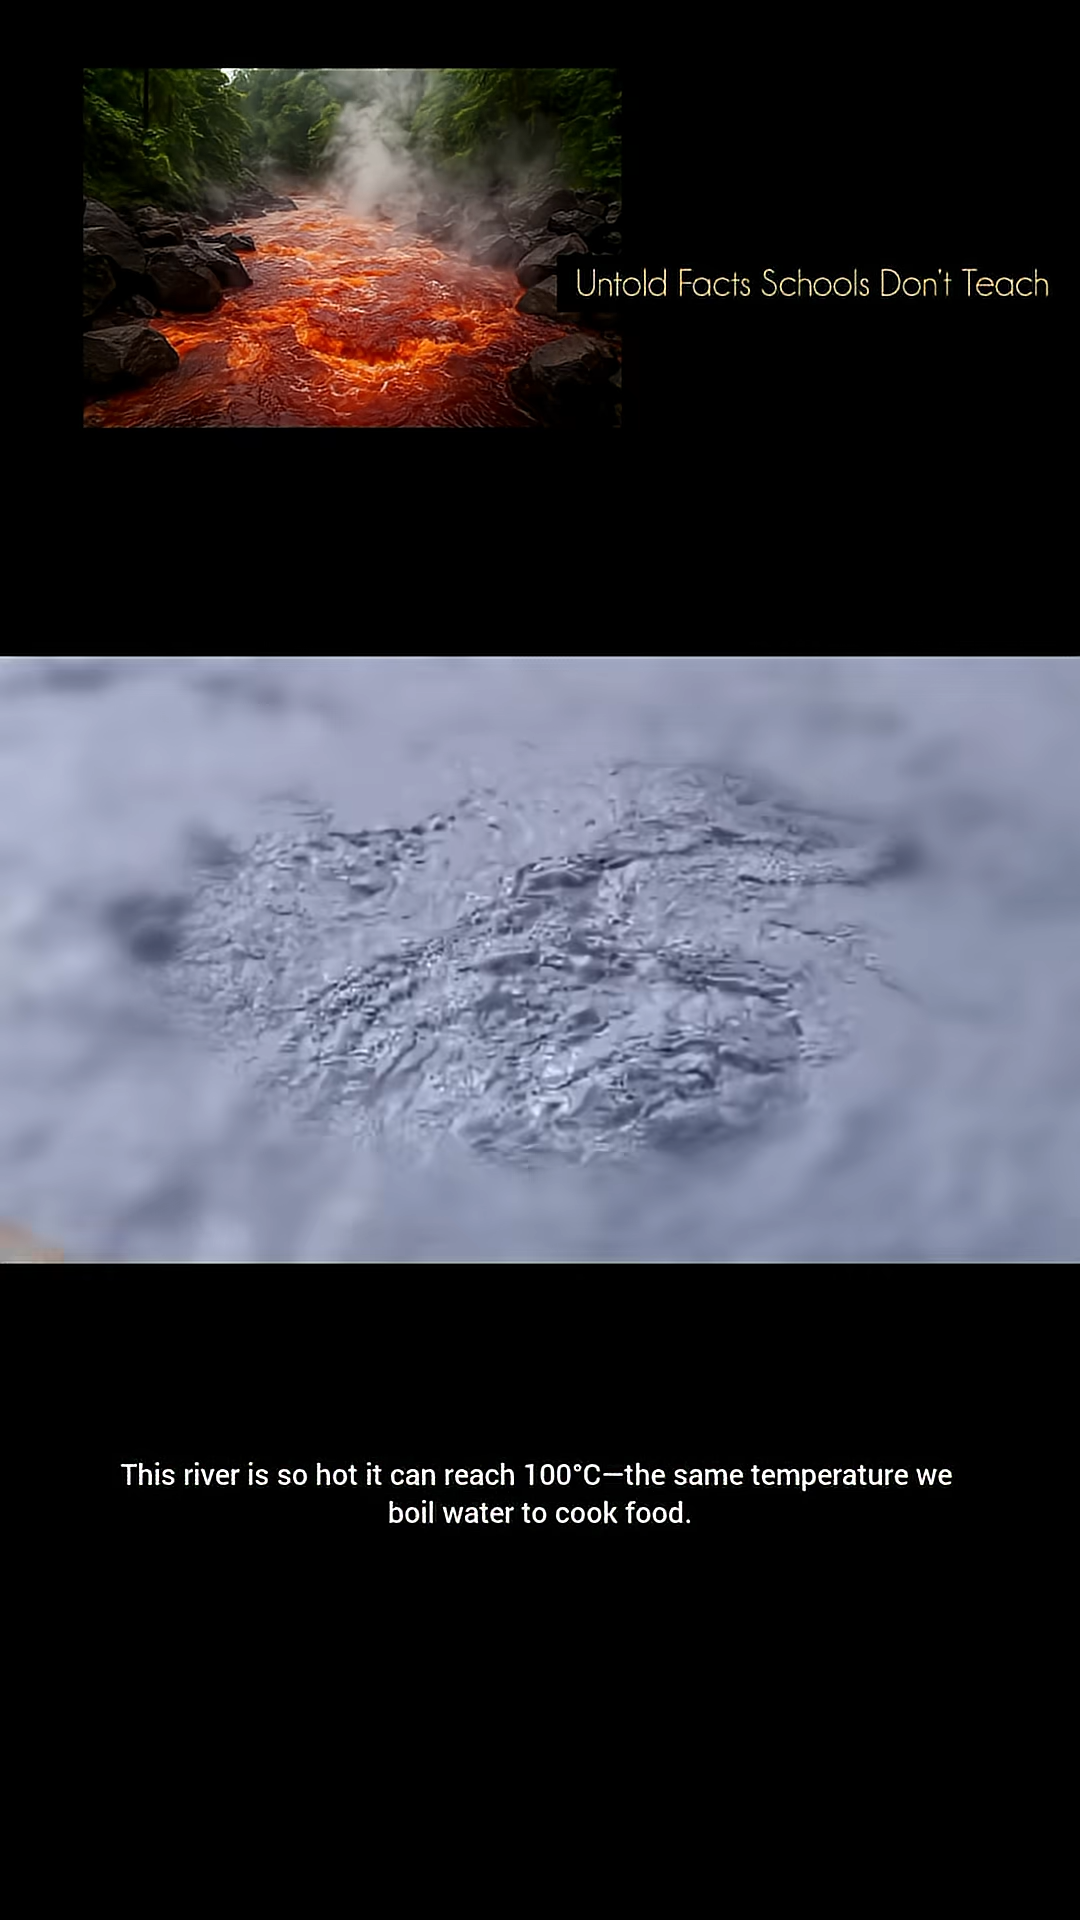 Untold Facts Schools Don't Teach
This river is so hot it can reach 100°C—the same temperature we
boil water to cook food.